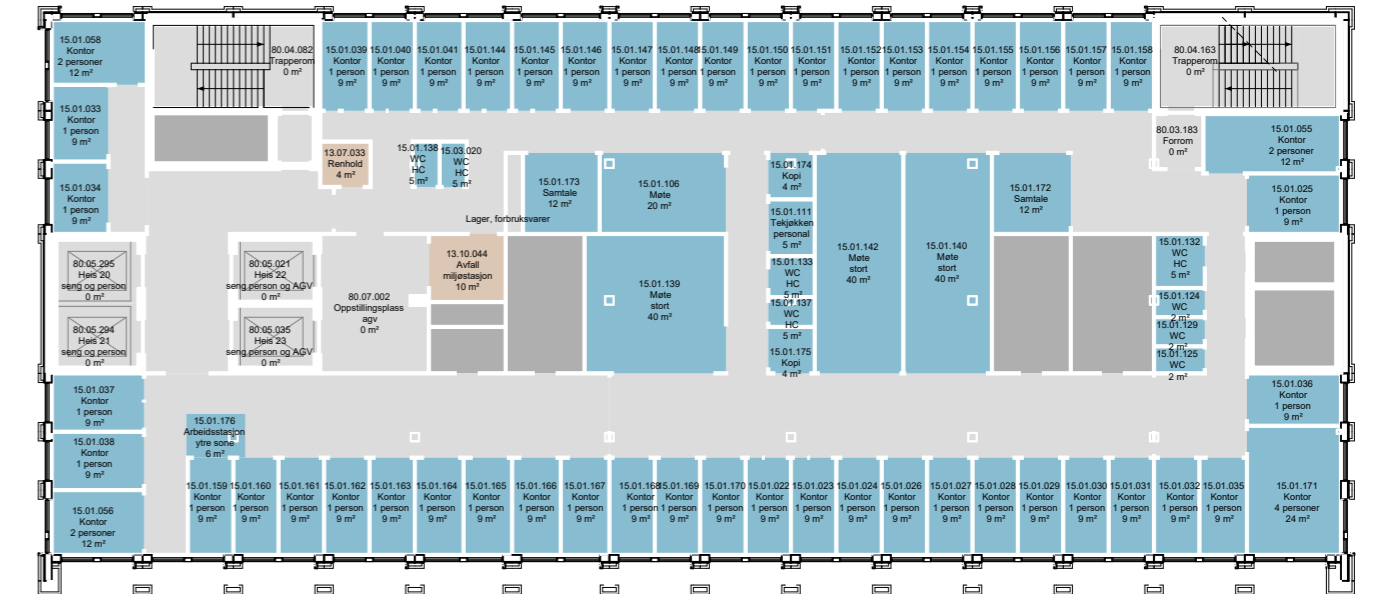 15.01.058
Kontor
2 personer
12 m²
80.04.082
Trapperom
0 m²
15.01.039
Kontor
1 person
9 m²
15.01.040
Kontor
1 person
9 m²
15.01.041
Kontor
1 person
9 m²
15.01.144
Kontor
1 person
9 m²
15.01.145
Kontor
1 person
9 m²
15.01.146
Kontor
1 person
9 m²
15.01.147
Kontor
1 person
9 m²
15.01.148
Kontor
1 person
9 m²
15.01.149
Kontor
1 person
9 m²
15.01.150
Kontor
1 person
9 m²
15.01.151
Kontor
1 person
9 m²
15.01.152
Kontor
1 person
9 m²
15.01.153
Kontor
1 person
9 m²
15.01.154
Kontor
1 person
9 m²
15.01.155
Kontor
1 person
9 m²
15.01.156
Kontor
1 person
9 m²
15.01.157
Kontor
1 person
9 m²
15.01.158
Kontor
1 person
9 m²
80.04.163
Trapperom
0 m²
15.01.033
Kontor
1 person
9 m²
15.01.034
Kontor
1 person
9 m²
13.07.033
Renhold
4 m²
15.01.138
WC
HC
5 m²
15.03.020
WC
HC
5 m²
15.01.173
Samtale
12 m²
Lager, forbruksvarer
15.01.106
Møte
20 m²
15.01.174
Kopi
4 m²
15.01.111
Tekjøkken
personal
5 m²
15.01.133
WC
HC
5 m²
15.01.137
WC
HC
5 m²
15.01.175
Kopi
4 m²
15.01.142
Møte
stort
40 m²
15.01.140
Møte
stort
40 m²
15.01.172
Samtale
12 m²
80.03.183
Forrom
0 m²
15.01.055
Kontor
2 personer
12 m²
15.01.025
Kontor
1 person
9 m²
80.05.295
Heis 20
seng og person
0 m²
80.05.294
Heis 21
seng og person
0 m²
80.05.021
Heis 22
seng,person og AGV
0 m²
80.05.035
Heis 23
seng,person og AGV
0 m²
80.07.002
Oppstillingsplass
agv
0 m²
13.10.044
Avfall
miljøstasjon
10 m²
15.01.139
Møte
stort
40 m²
15.01.132
WC
HC
5 m²
15.01.124
WC
2 m²
15.01.129
WC
2 m²
15.01.125
WC
2 m²
15.01.037
Kontor
1 person
9 m²
15.01.038
Kontor
1 person
9 m²
15.01.056
Kontor
2 personer
12 m²
15.01.176
Arbeidsstasjon
ytre sone
6 m²
15.01.036
Kontor
1 person
9 m²
15.01.159
Kontor
1 person
9 m²
15.01.160
Kontor
1 person
9 m²
15.01.161
Kontor
1 person
9 m²
15.01.162
Kontor
1 person
9 m²
15.01.163
Kontor
1 person
9 m²
15.01.164
Kontor
1 person
9 m²
15.01.165
Kontor
1 person
9 m²
15.01.166
Kontor
1 person
9 m²
15.01.167
Kontor
1 person
9 m²
15.01.168
Kontor
1 person
9 m²
15.01.169
Kontor
1 person
9 m²
15.01.170
Kontor
1 person
9 m²
15.01.022
Kontor
1 person
9 m²
15.01.023
Kontor
1 person
9 m²
15.01.024
Kontor
1 person
9 m²
15.01.026
Kontor
1 person
9 m²
15.01.027
Kontor
1 person
9 m²
15.01.028
Kontor
1 person
9 m²
15.01.029
Kontor
1 person
9 m²
15.01.030
Kontor
1 person
9 m²
15.01.031
Kontor
1 person
9 m²
15.01.032
Kontor
1 person
9 m²
15.01.035
Kontor
1 person
9 m²
15.01.171
Kontor
4 personer
24 m²